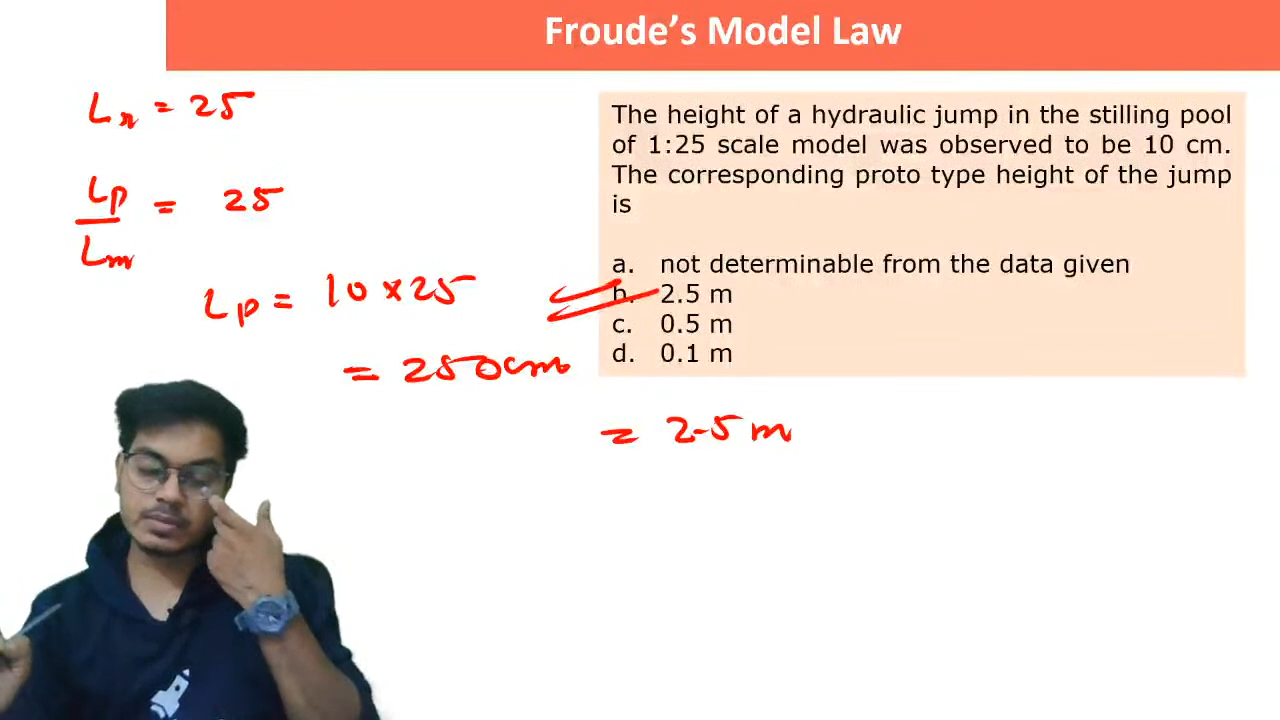 Froude's Model Law
L_r = 25
Lp/Lm = 25
Lp = 10 × 25
= 250cm
= 2.5 m
The height of a hydraulic jump in the stilling pool
of 1:25 scale model was observed to be 10 cm.
The corresponding proto type height of the jump
is
a. not determinable from the data given
b. 2.5 m
c. 0.5 m
d. 0.1 m